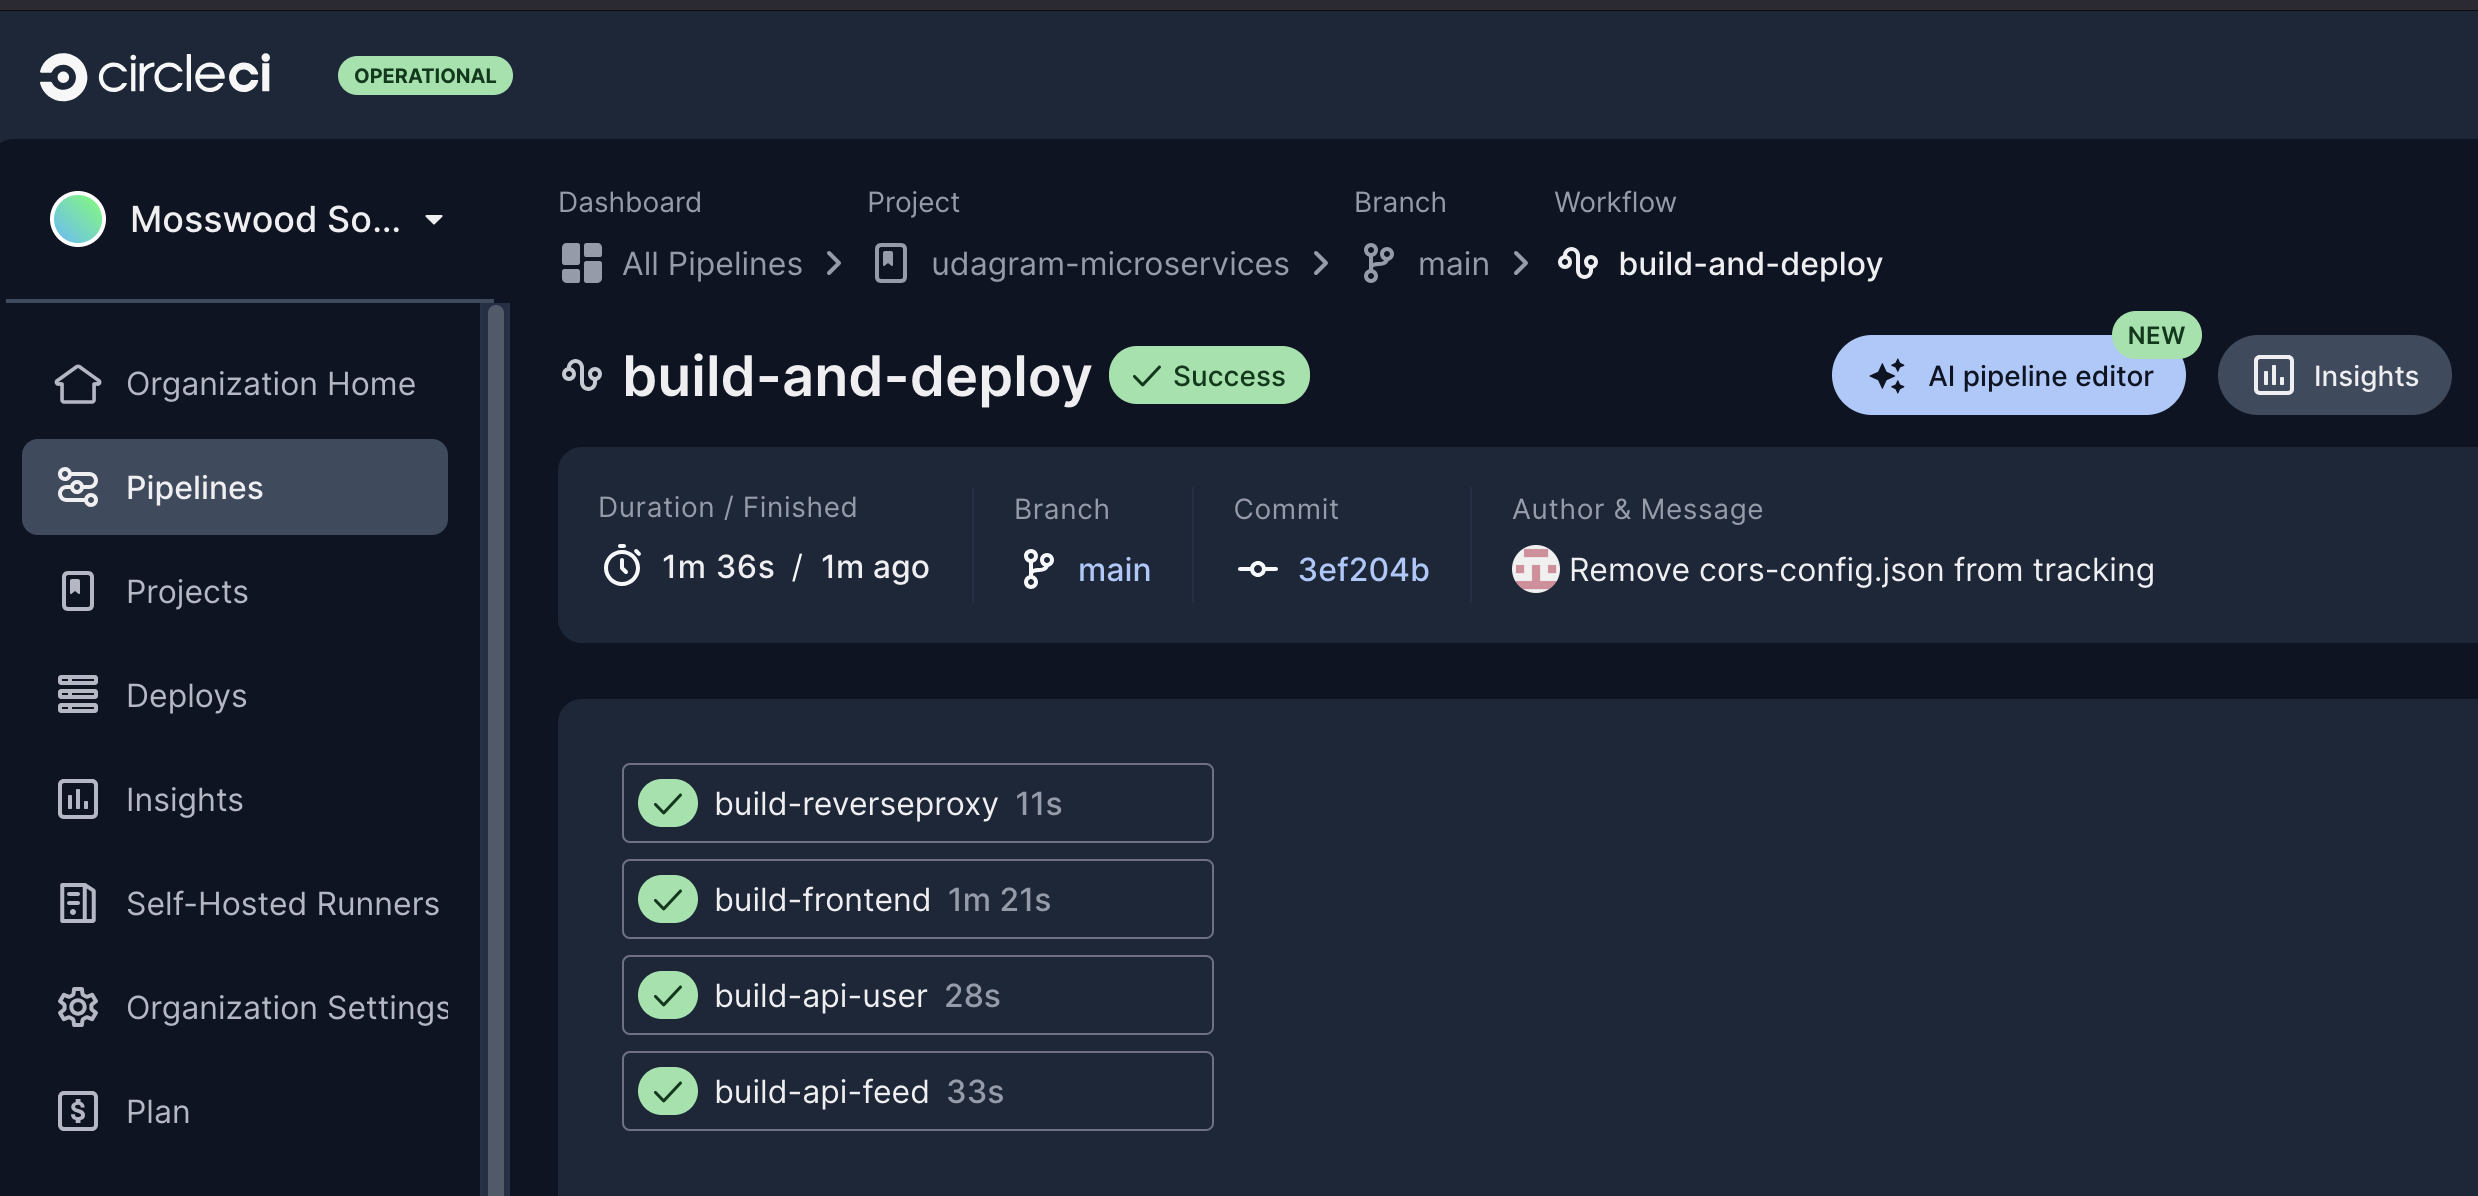 circleci OPERATIONAL
Mosswood So...
Organization Home
Pipelines
Projects
Deploys
Insights
Self-Hosted Runners
Organization Settings
Plan
Dashboard Project Branch Workflow
All Pipelines udagram-microservices main build-and-deploy
build-and-deploy Success
NEW
AI pipeline editor Insights
Duration / Finished Branch Commit Author & Message
1m 36s / 1m ago main 3ef204b Remove cors-config.json from tracking
build-reverseproxy 11s
build-frontend 1m 21s
build-api-user 28s
build-api-feed 33s